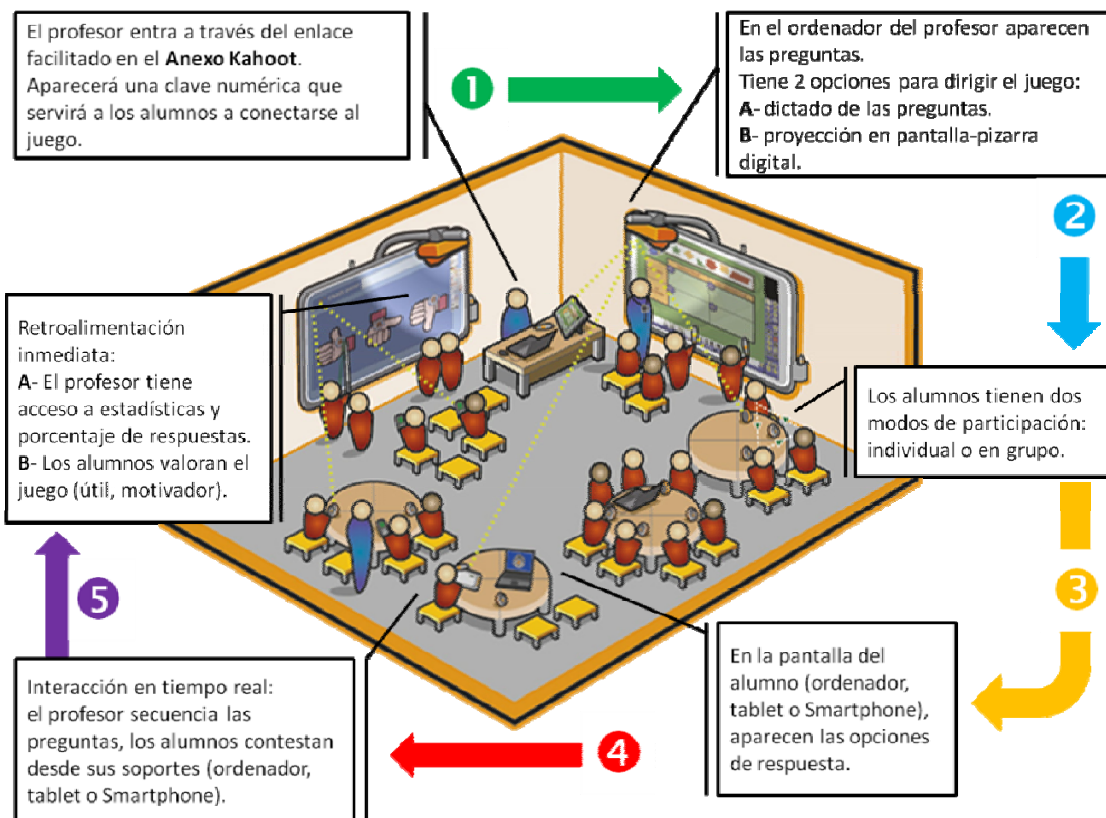 El profesor entra a través del enlace
facilitado en el Anexo Kahoot.
Aparecerá una clave numérica que
servirá a los alumnos a conectarse al
juego.
1
En el ordenador del profesor aparecen
las preguntas.
Tiene 2 opciones para dirigir el juego:
A- dictado de las preguntas.
B- proyección en pantalla-pizarra
digital.
2
Los alumnos tienen dos
modos de participación:
individual o en grupo.
3
En la pantalla del
alumno (ordenador,
tablet o Smartphone),
aparecen las opciones
de respuesta.
4
Interacción en tiempo real:
el profesor secuencia las
preguntas, los alumnos contestan
desde sus soportes (ordenador,
tablet o Smartphone).
5
Retroalimentación
inmediata:
A- El profesor tiene
acceso a estadísticas y
porcentaje de respuestas.
B- Los alumnos valoran el
juego (útil, motivador).